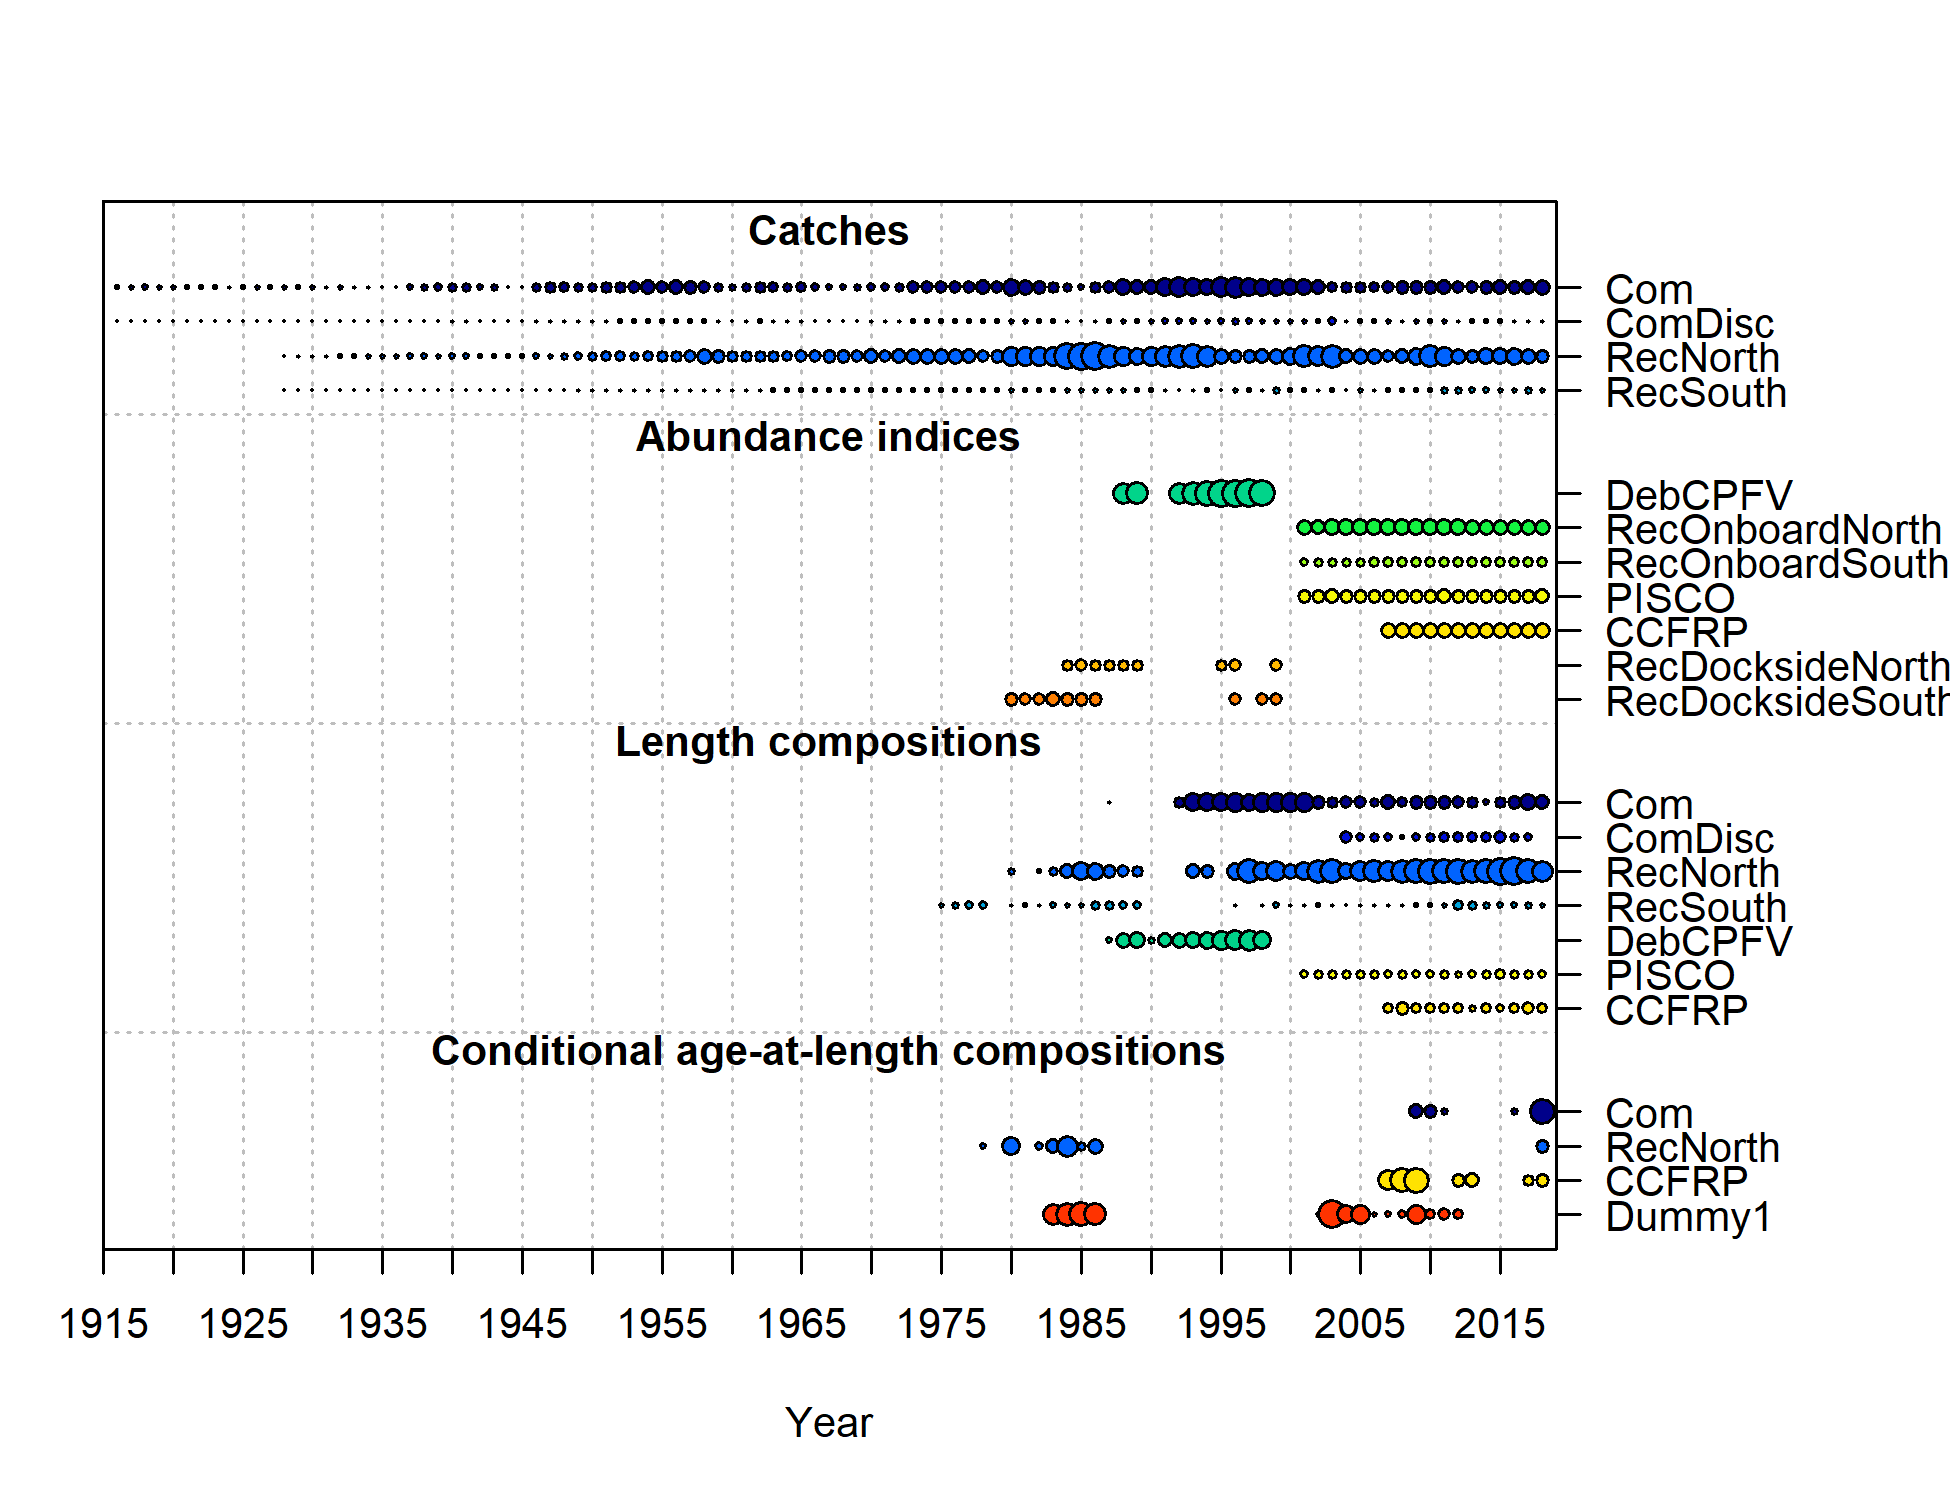 Catches
Com
ComDisc
RecNorth
RecSouth
Abundance indices
DebCPFV
RecOnboardNorth
RecOnboardSouth
PISCO
CCFRP
RecDocksideNorth
RecDocksideSouth
Length compositions
Com
ComDisc
RecNorth
RecSouth
DebCPFV
PISCO
CCFRP
Conditional age-at-length compositions
Com
RecNorth
CCFRP
Dummy1
1915 1925 1935 1945 1955 1965 1975 1985 1995 2005 2015
Year